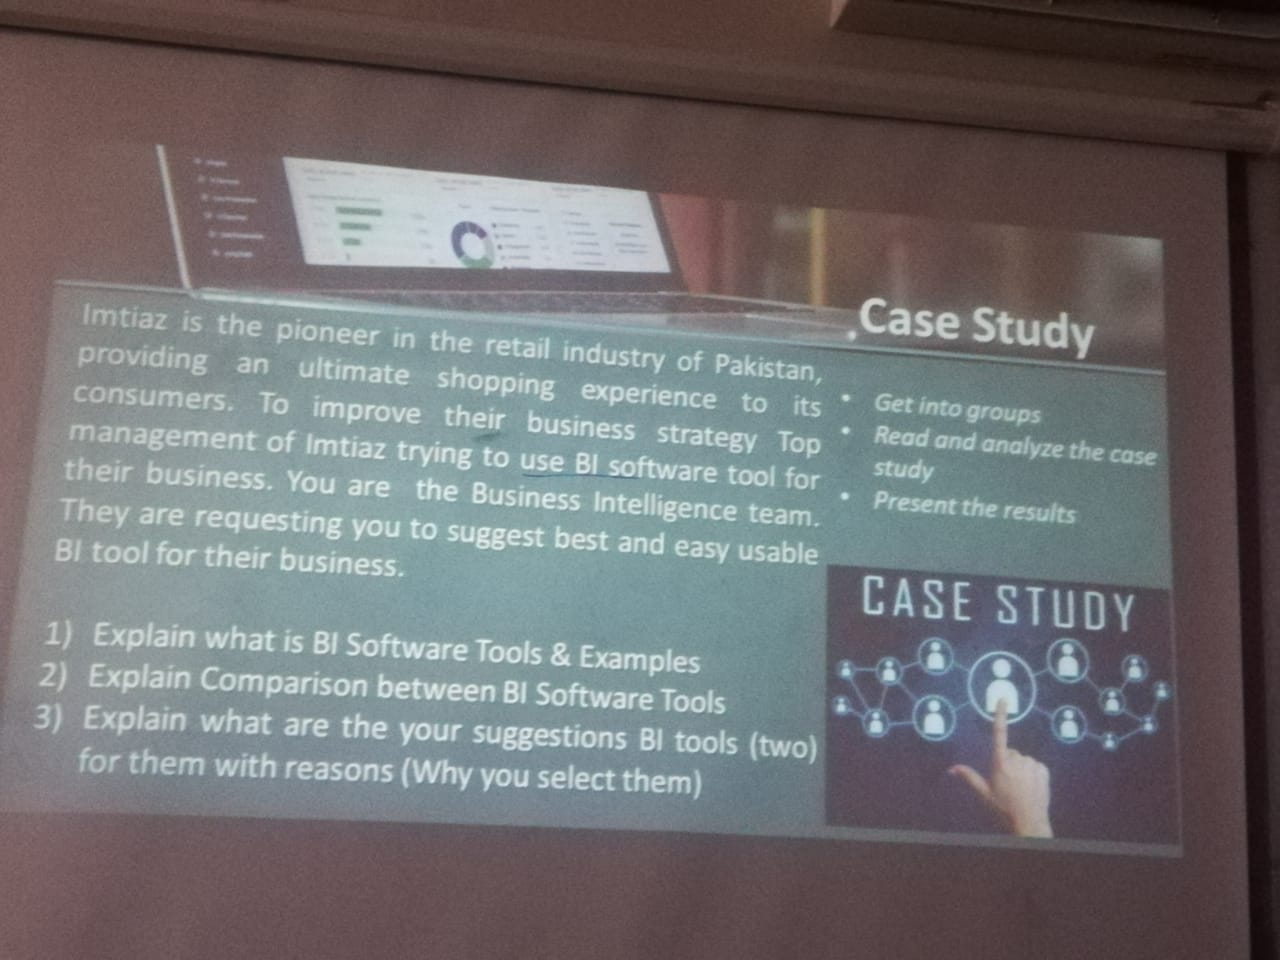 Case Study
Imtiaz is the pioneer in the retail industry of Pakistan,
providing an ultimate shopping experience to its
consumers. To improve their business strategy Top
management of Imtiaz trying to use BI software tool for
their business. You are the Business Intelligence team.
They are requesting you to suggest best and easy usable
BI tool for their business.
1) Explain what is BI Software Tools & Examples
2) Explain Comparison between BI Software Tools
3) Explain what are the your suggestions BI tools (two)
for them with reasons (Why you select them)
• Get into groups
• Read and analyze the case
study
• Present the results
CASE STUDY